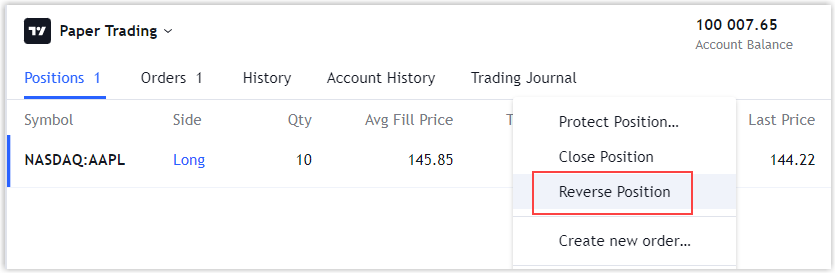 Paper Trading
100 007.65
Account Balance
Positions 1 Orders 1 History Account History Trading Journal
Symbol Side Qty Avg Fill Price T Last Price
NASDAQ:AAPL Long 10 145.85 144.22
Protect Position...
Close Position
Reverse Position
Create new order...